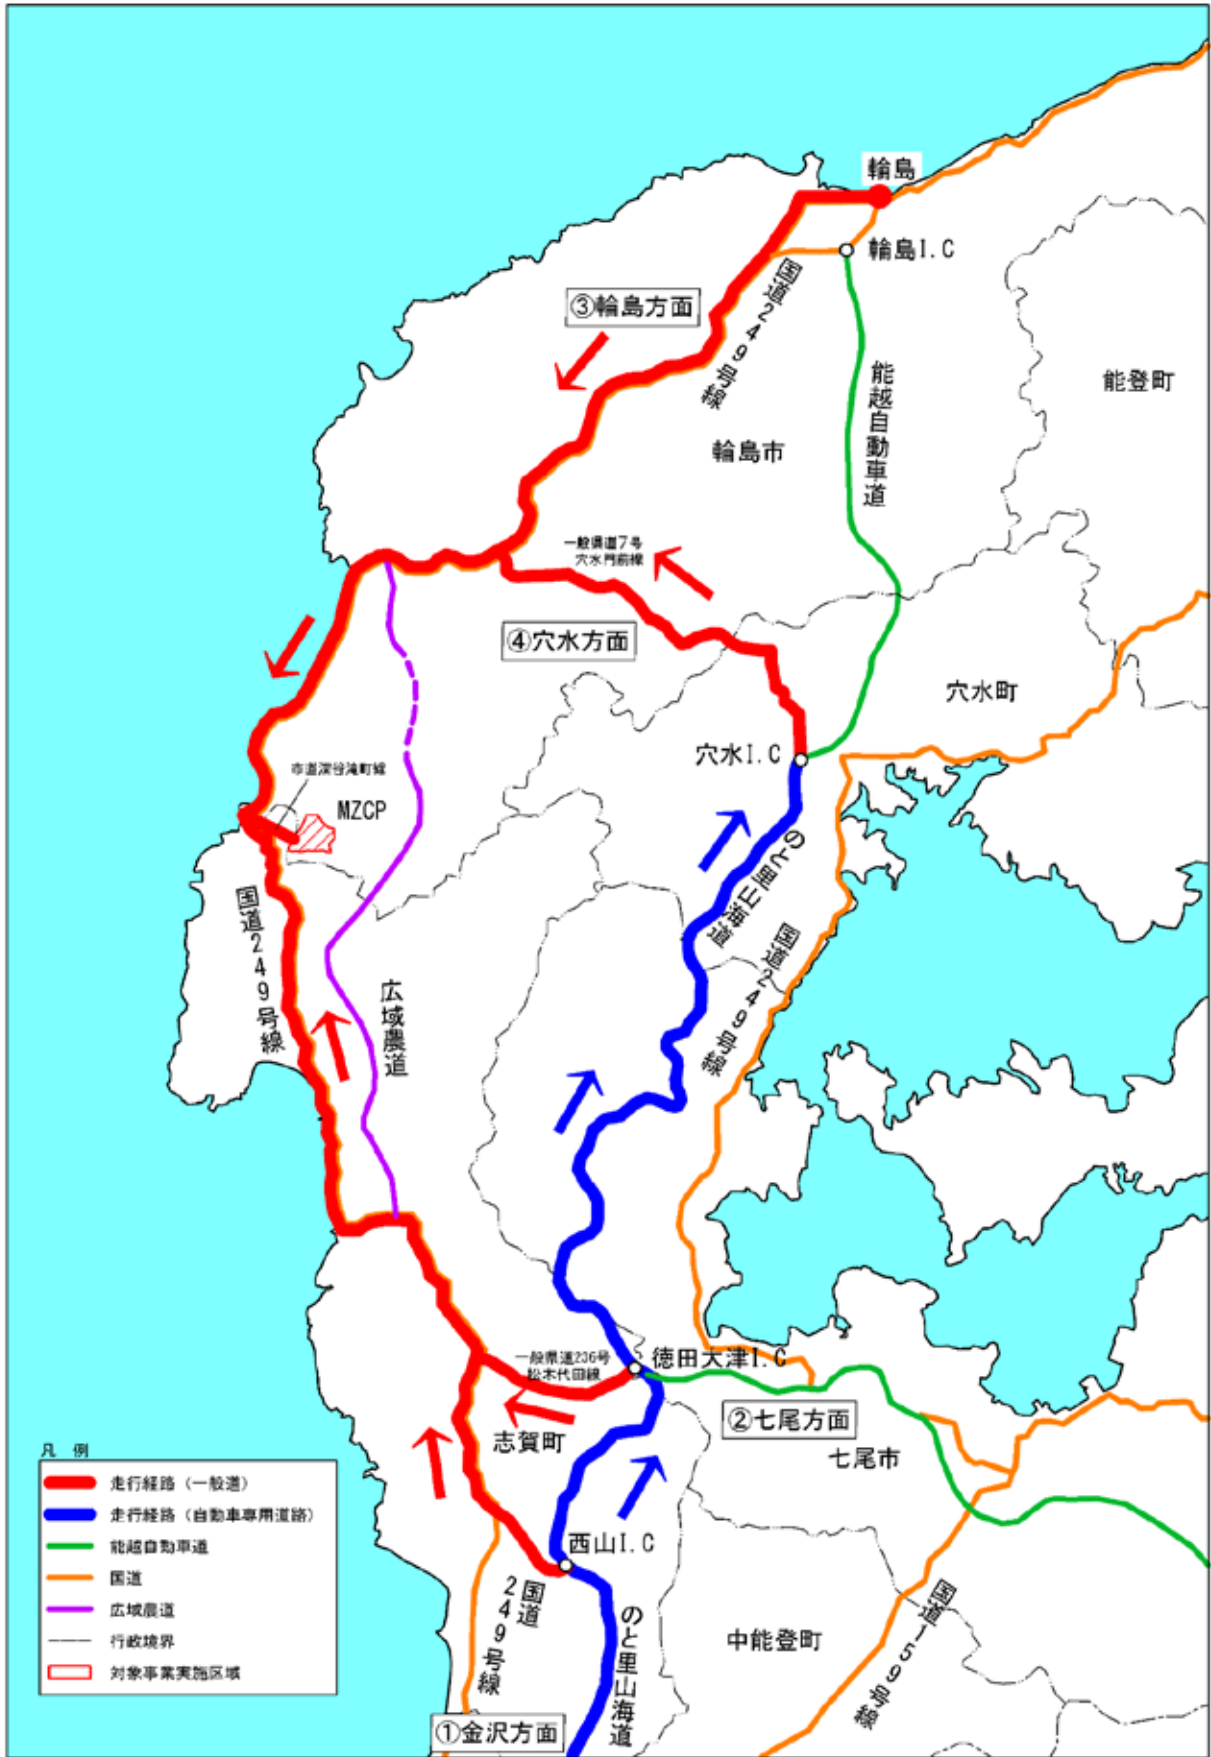 輪島
輪島I.C
国道249号線
③輪島方面
能越自動車道
能登町
輪島市
一般県道7号
穴水門前線
④穴水方面
穴水町
穴水I.C
市道深谷滝町線
MZCP
のと里山海道
国道249号線
国道249号線
広域農道
徳田大津I.C
一般県道236号
松木代田線
②七尾方面
志賀町
七尾市
西山I.C
国道249号線
のと里山海道
中能登町
国道159号線
①金沢方面
凡 例
走行経路(一般道)
走行経路(自動車専用道路)
能越自動車道
国道
広域農道
行政境界
対象事業実施区域